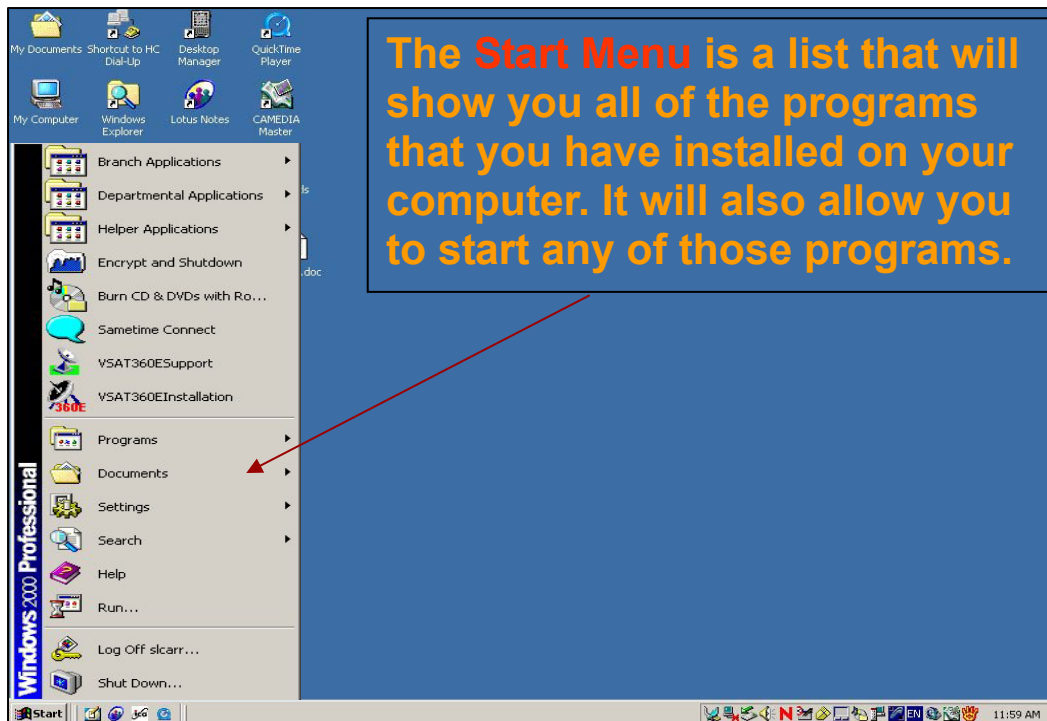 My Documents
Shortcut to HC
Dial-Up
Desktop
Manager
QuickTime
Player
My Computer
Windows
Explorer
Lotus Notes
CAMEDIA
Master
The Start Menu is a list that will
show you all of the programs
that you have installed on your
computer. It will also allow you
to start any of those programs.
.doc
Branch Applications
Departmental Applications
Helper Applications
Encrypt and Shutdown
Burn CD & DVDs with Ro...
Sametime Connect
VSAT360ESupport
360E
VSAT360EInstallation
Programs
Documents
Settings
Search
Help
Run...
Log Off slcarr...
Shut Down...
Windows 2000 Professional
Start
N
EN
11:59 AM